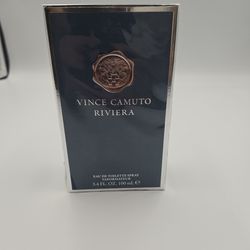 VINCE CAMUTO
RIVIERA
EAU DE TOILETTE SPRAY
VAPORISATEUR
3.4 FL. OZ. 100 mL ℮